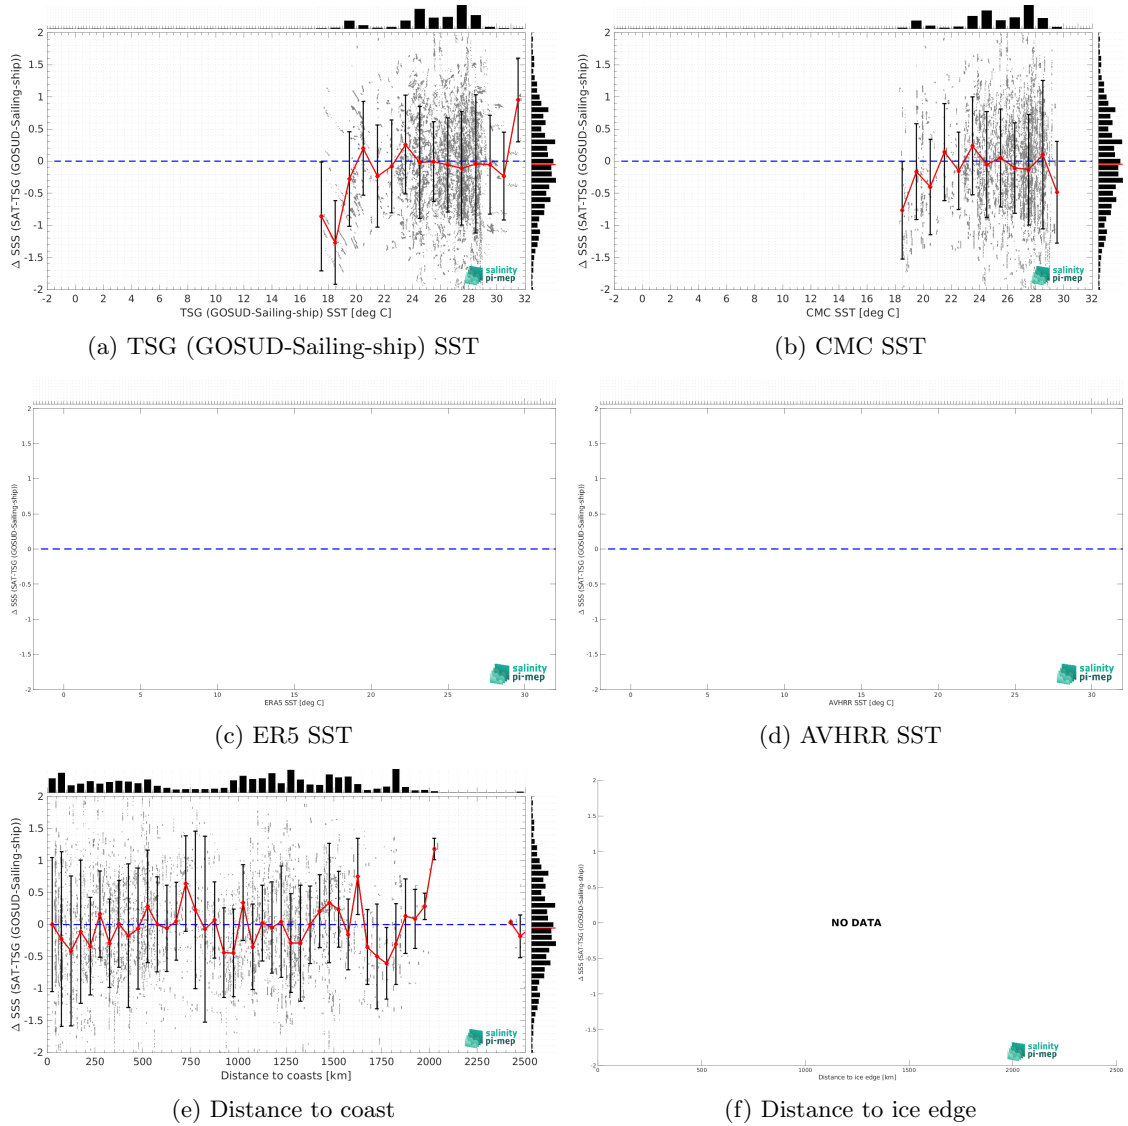 2
1.5
1
0.5
0
-0.5
-1
-1.5
-2
Δ SSS (SAT-TSG (GOSUD-Sailing-ship))
-2 0 2 4 6 8 10 12 14 16 18 20 22 24 26 28 30 32
TSG (GOSUD-Sailing-ship) SST [deg C]
salinity
pi-mep
(a) TSG (GOSUD-Sailing-ship) SST
2
1.5
1
0.5
0
-0.5
-1
-1.5
-2
Δ SSS (SAT-TSG (GOSUD-Sailing-ship))
-2 0 2 4 6 8 10 12 14 16 18 20 22 24 26 28 30 32
CMC SST [deg C]
salinity
pi-mep
(b) CMC SST
2
1.5
1
0.5
0
-0.5
-1
-1.5
-2
Δ SSS (SAT-TSG (GOSUD-Sailing-ship))
0 5 10 15 20 25 30
ERA5 SST [deg C]
salinity
pi-mep
(c) ER5 SST
2
1.5
1
0.5
0
-0.5
-1
-1.5
-2
Δ SSS (SAT-TSG (GOSUD-Sailing-ship))
0 5 10 15 20 25 30
AVHRR SST [deg C]
salinity
pi-mep
(d) AVHRR SST
2
1.5
1
0.5
0
-0.5
-1
-1.5
-2
Δ SSS (SAT-TSG (GOSUD-Sailing-ship))
0 250 500 750 1000 1250 1500 1750 2000 2250 2500
Distance to coasts [km]
salinity
pi-mep
(e) Distance to coast
2
1.5
1
0.5
0
-0.5
-1
-1.5
-2
Δ SSS (SAT-TSG (GOSUD-Sailing-ship))
NO DATA
0 500 1000 1500 2000 2500
Distance to ice edge [km]
salinity
pi-mep
(f) Distance to ice edge